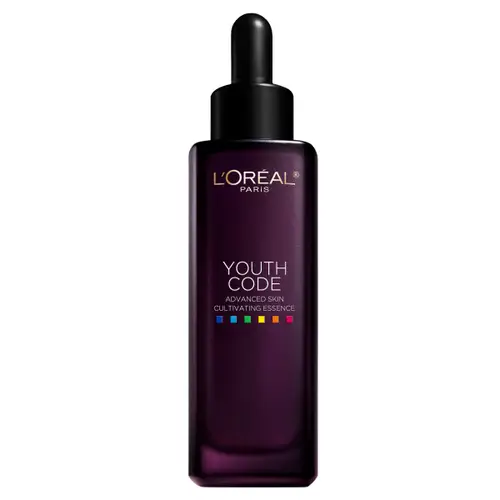 L'ORÉAL®
PARIS
YOUTH
CODE
ADVANCED SKIN
CULTIVATING ESSENCE